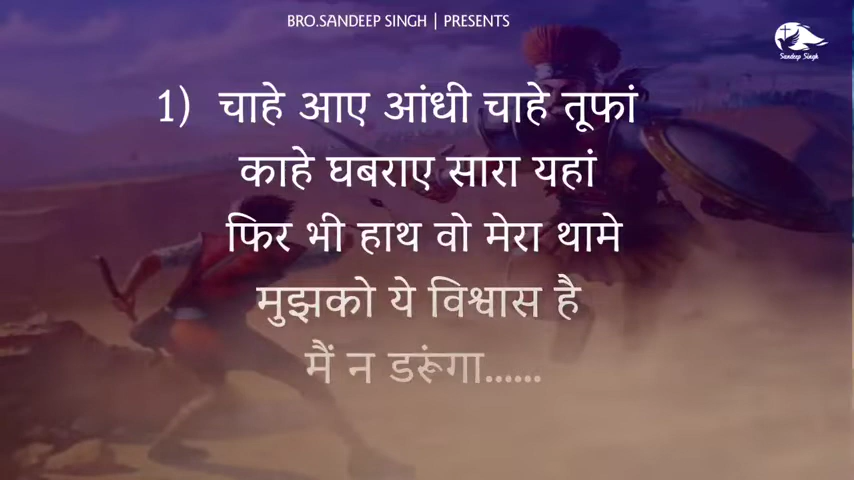 BRO.SANDEEP SINGH | PRESENTS
Sandeep Singh
1) चाहे आए आंधी चाहे तूफां
काहे घबराए सारा यहां
फिर भी हाथ वो मेरा थामे
मुझको ये विश्वास है
मैं न डरूंगा......